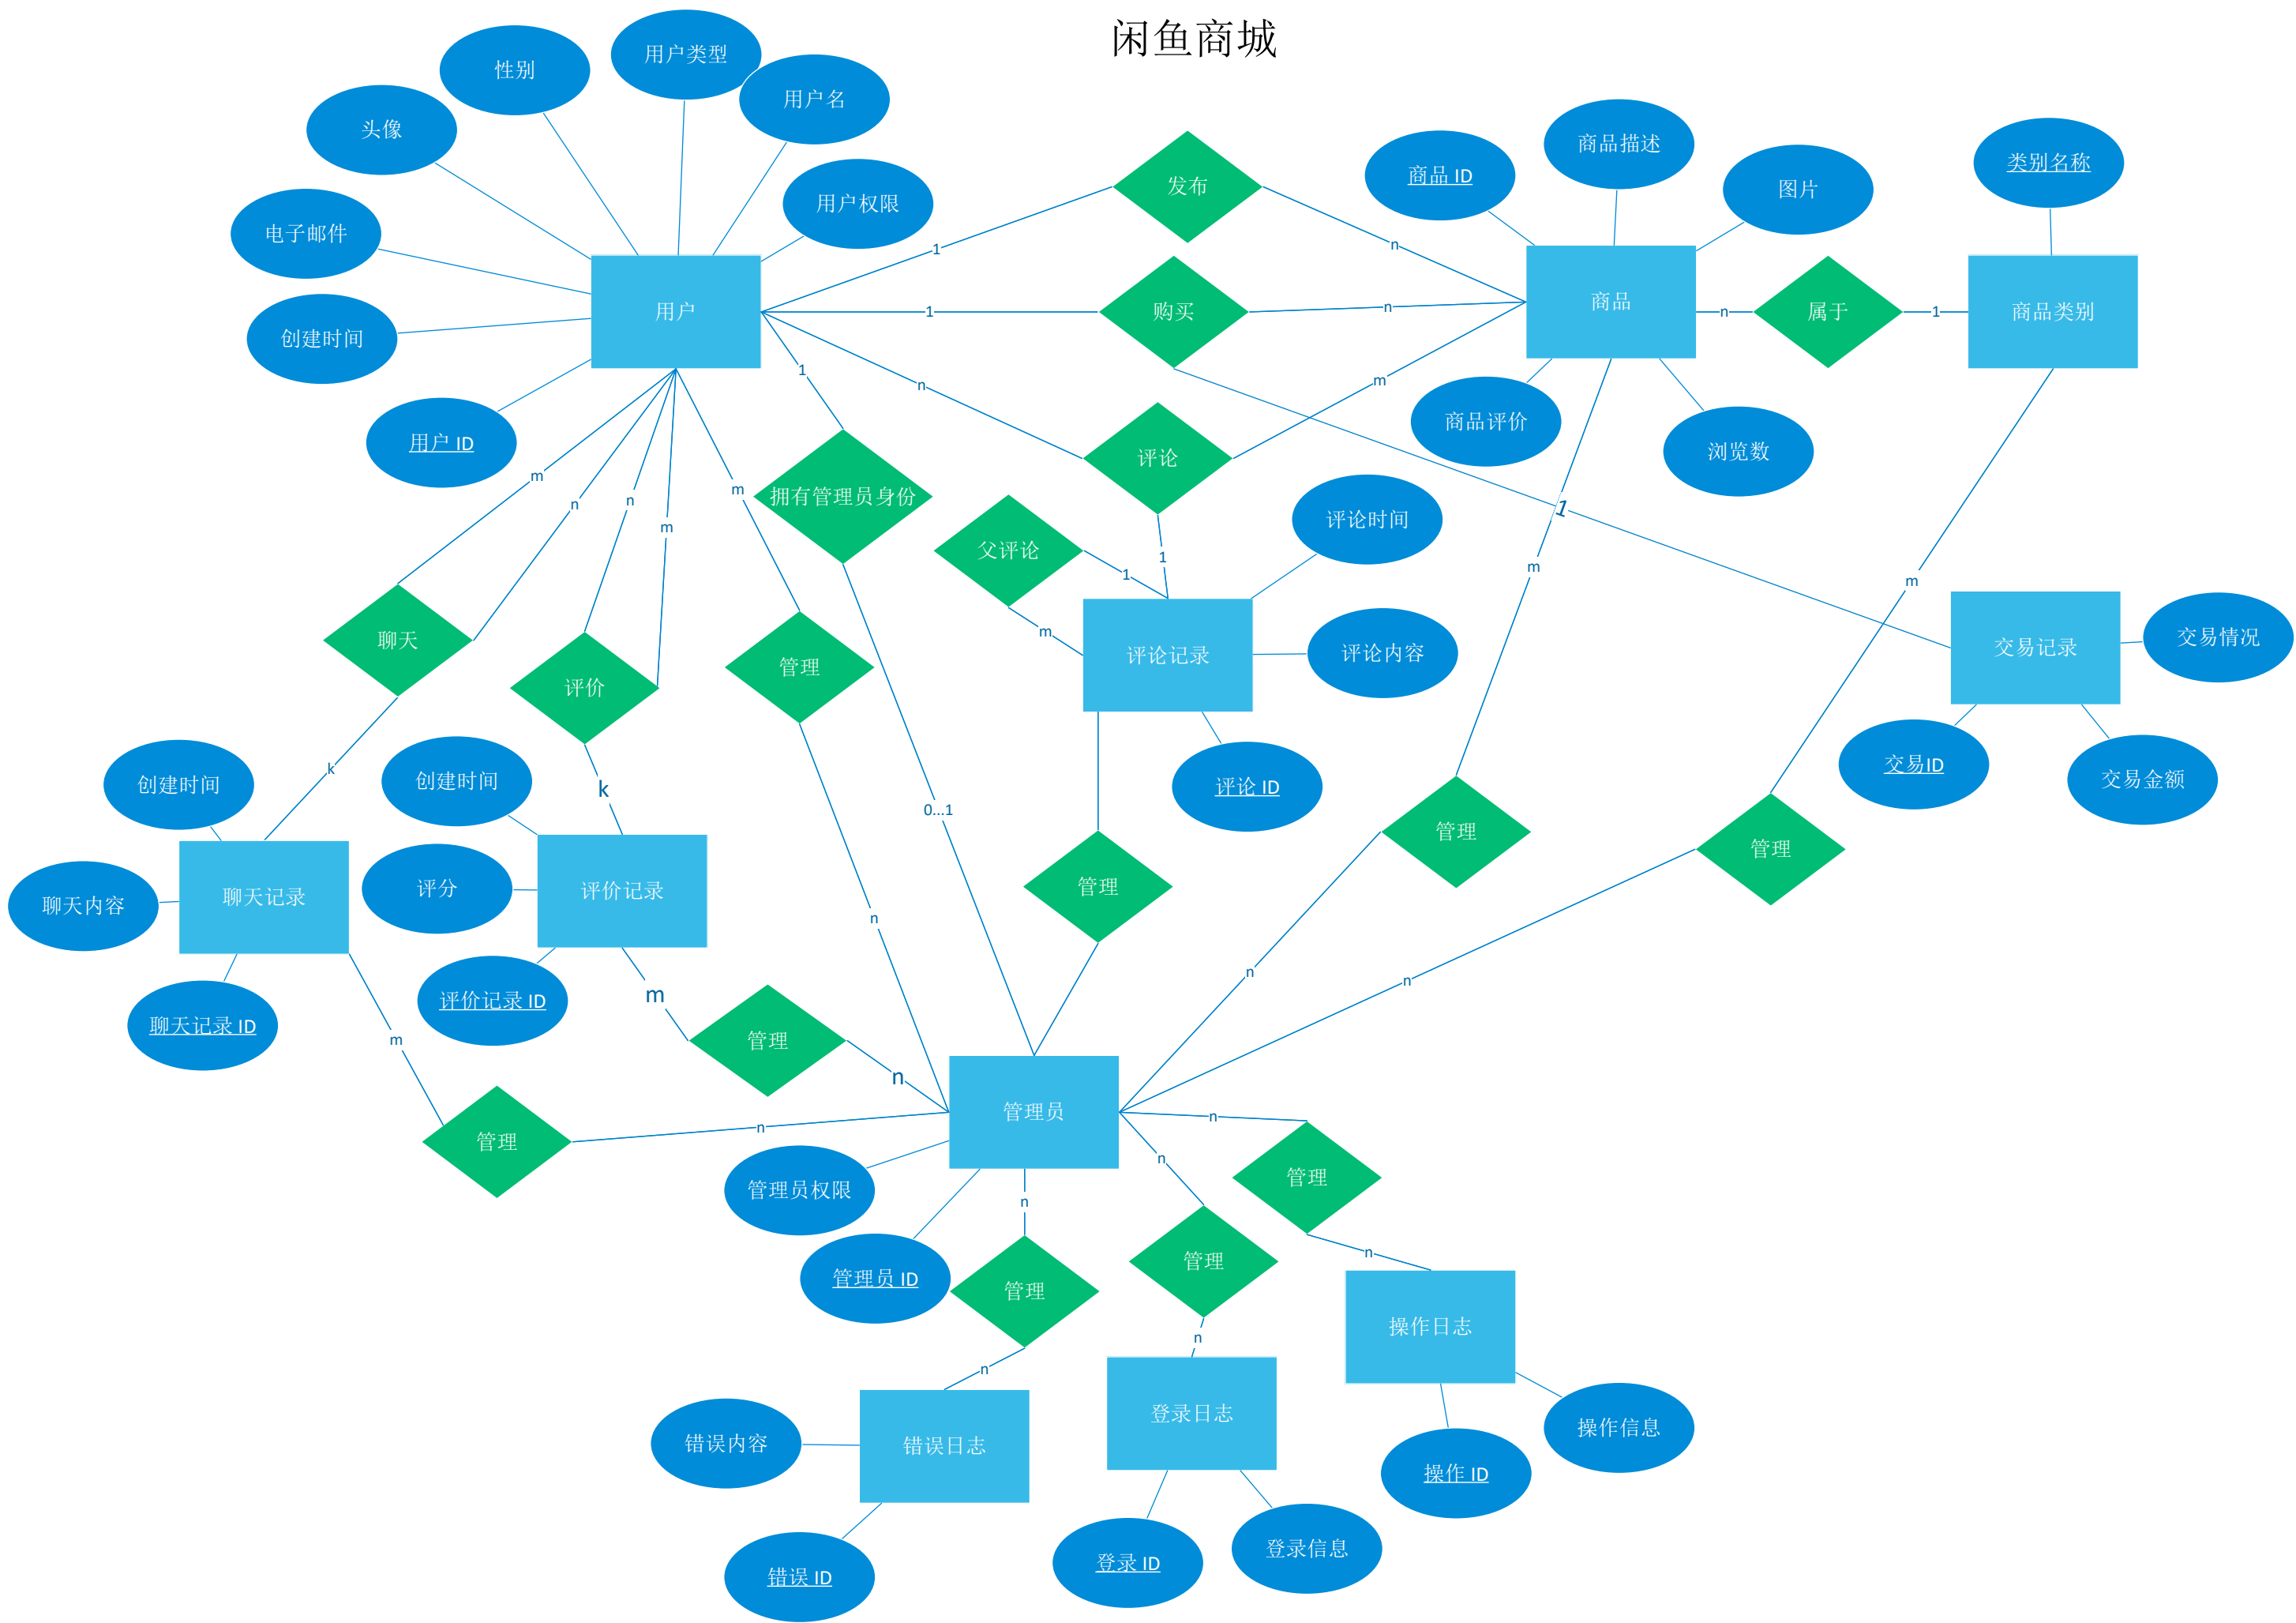 闲鱼商城
用户类型
性别
用户名
头像
用户权限
电子邮件
创建时间
用户 ID
用户
发布
购买
商品 ID
商品描述
图片
类别名称
商品
属于
商品类别
商品评价
浏览数
1
n
1
n
n
1
1
n
m
m
n
n
m
m
拥有管理员身份
评论
父评论
评论时间
1
1
m
1
m
m
聊天
评价
管理
评论记录
评论内容
评论 ID
交易记录
交易情况
交易ID
交易金额
k
k
0...1
创建时间
聊天内容
聊天记录
聊天记录 ID
创建时间
评分
评价记录
评价记录 ID
管理
管理
管理
m
m
n
n
n
n
管理
n
管理
n
管理员
管理员权限
管理员 ID
n
n
n
管理
管理
管理
n
n
n
操作日志
登录日志
错误日志
错误内容
错误 ID
登录 ID
登录信息
操作 ID
操作信息